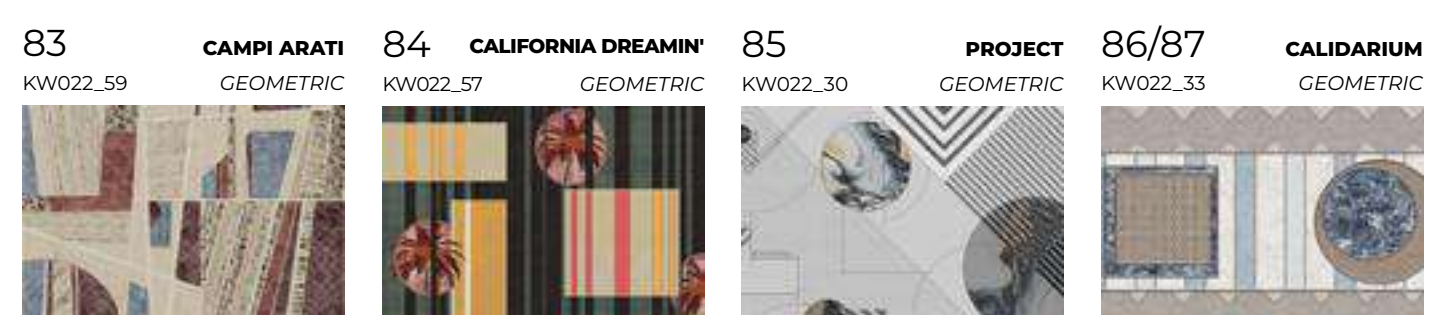 83 CAMPI ARATI
KW022_59 GEOMETRIC
84 CALIFORNIA DREAMIN'
KW022_57 GEOMETRIC
85 PROJECT
KW022_30 GEOMETRIC
86/87 CALIDARIUM
KW022_33 GEOMETRIC